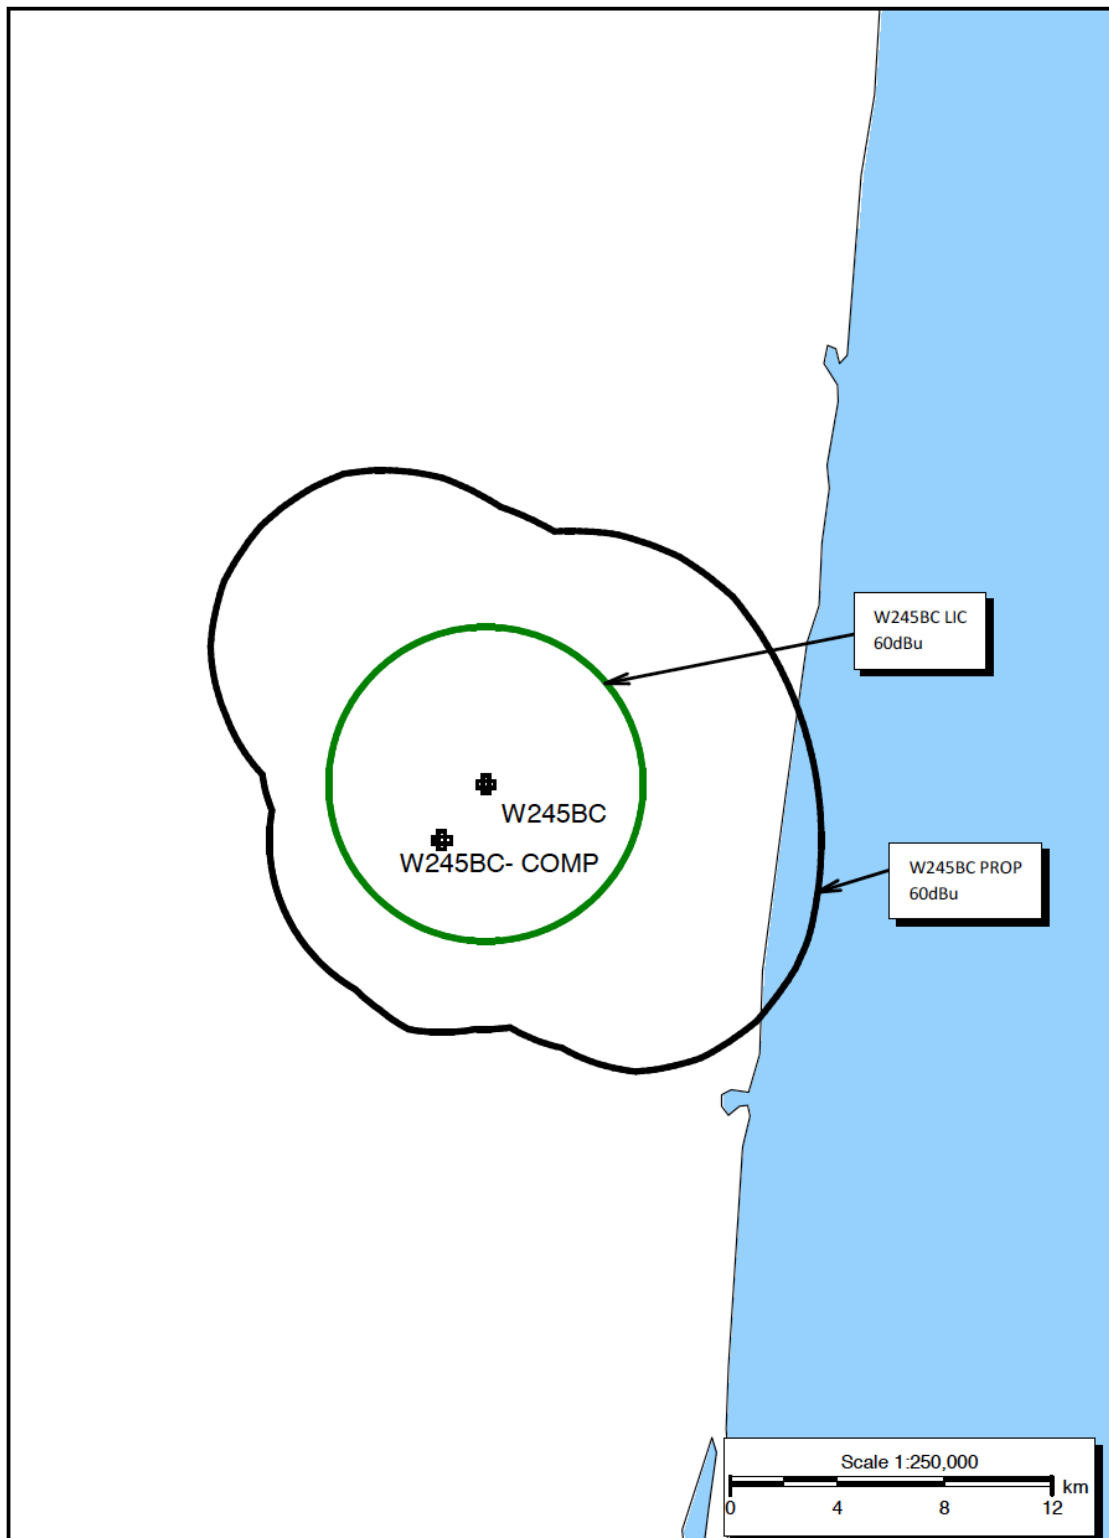 W245BC LIC
60dBu
W245BC
W245BC- COMP
W245BC PROP
60dBu
Scale 1:250,000
km
0 4 8 12